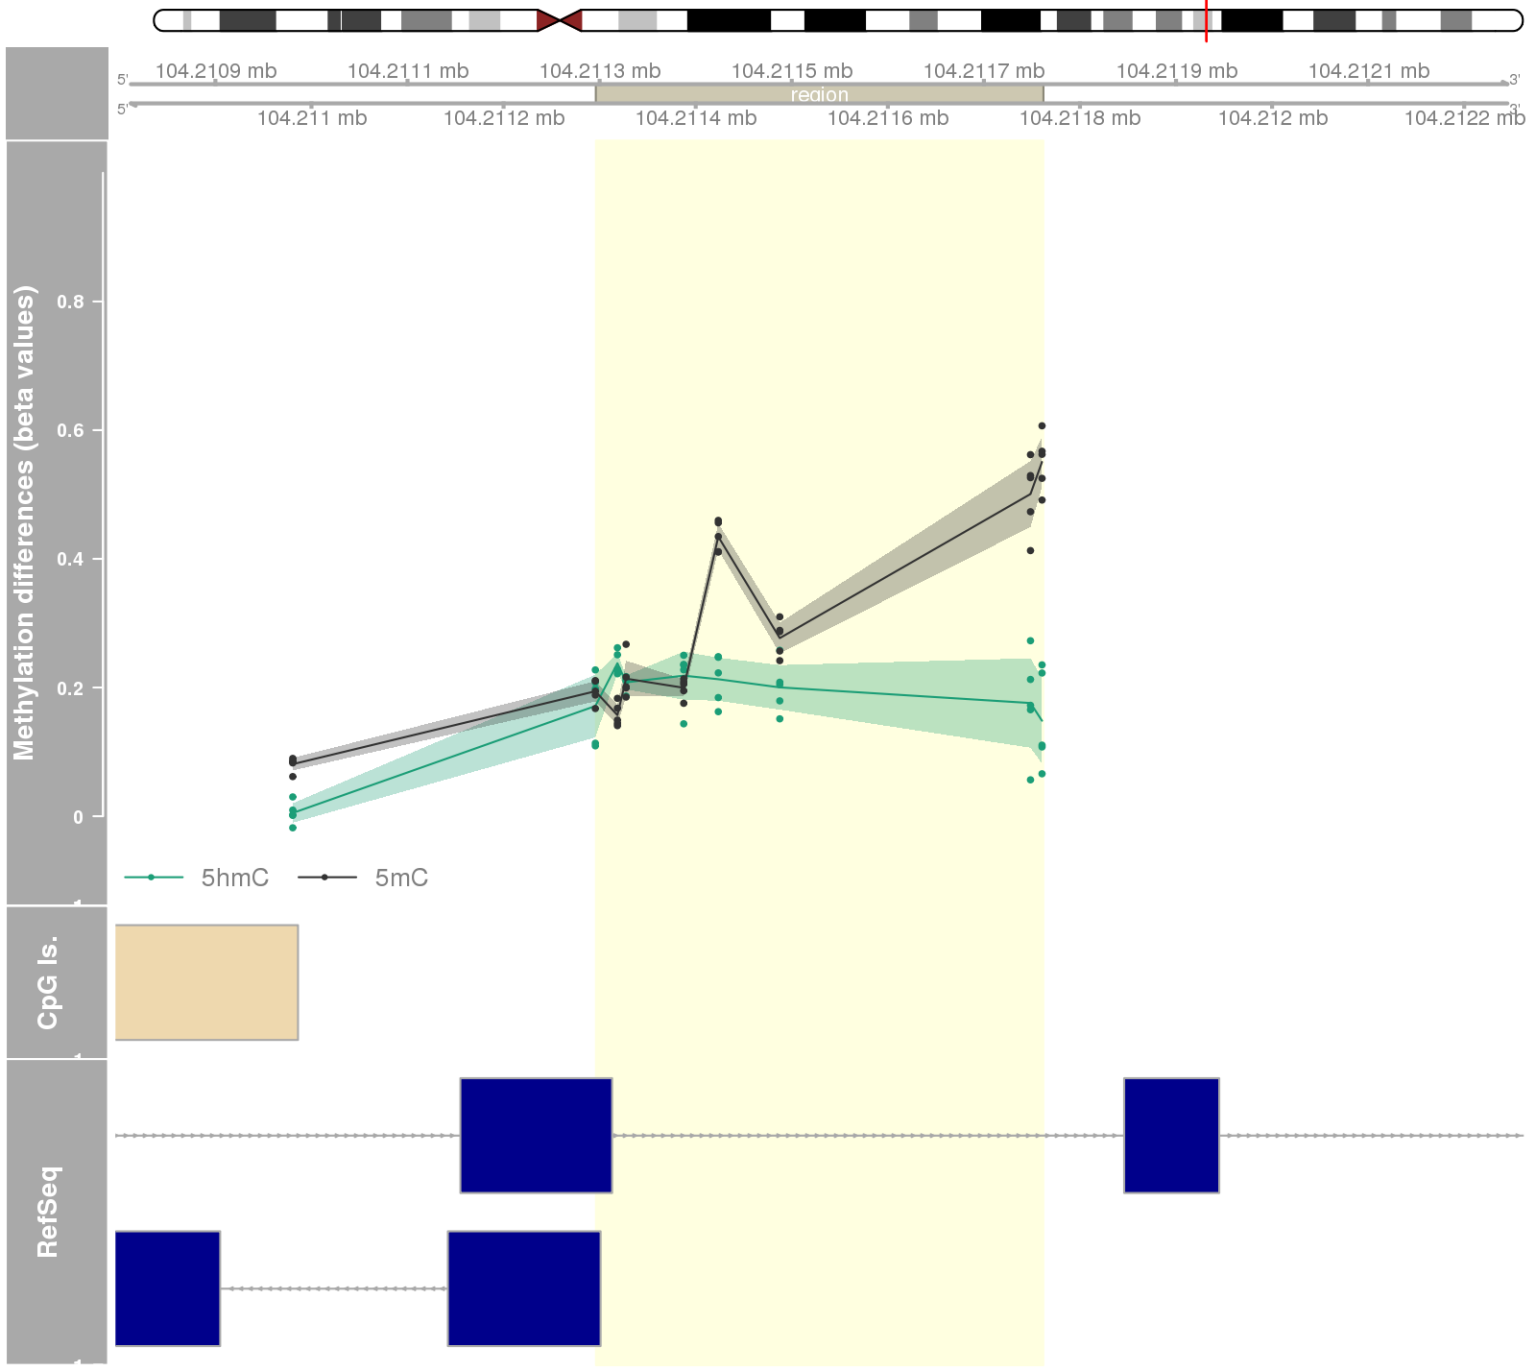 104.2109 mb 104.2111 mb 104.2113 mb 104.2115 mb 104.2117 mb 104.2119 mb 104.2121 mb
5' 3'
region
5' 3'
104.211 mb 104.2112 mb 104.2114 mb 104.2116 mb 104.2118 mb 104.212 mb 104.2122 mb
Methylation differences (beta values)
0.8
0.6
0.4
0.2
0
5hmC 5mC
CpG Is.
RefSeq